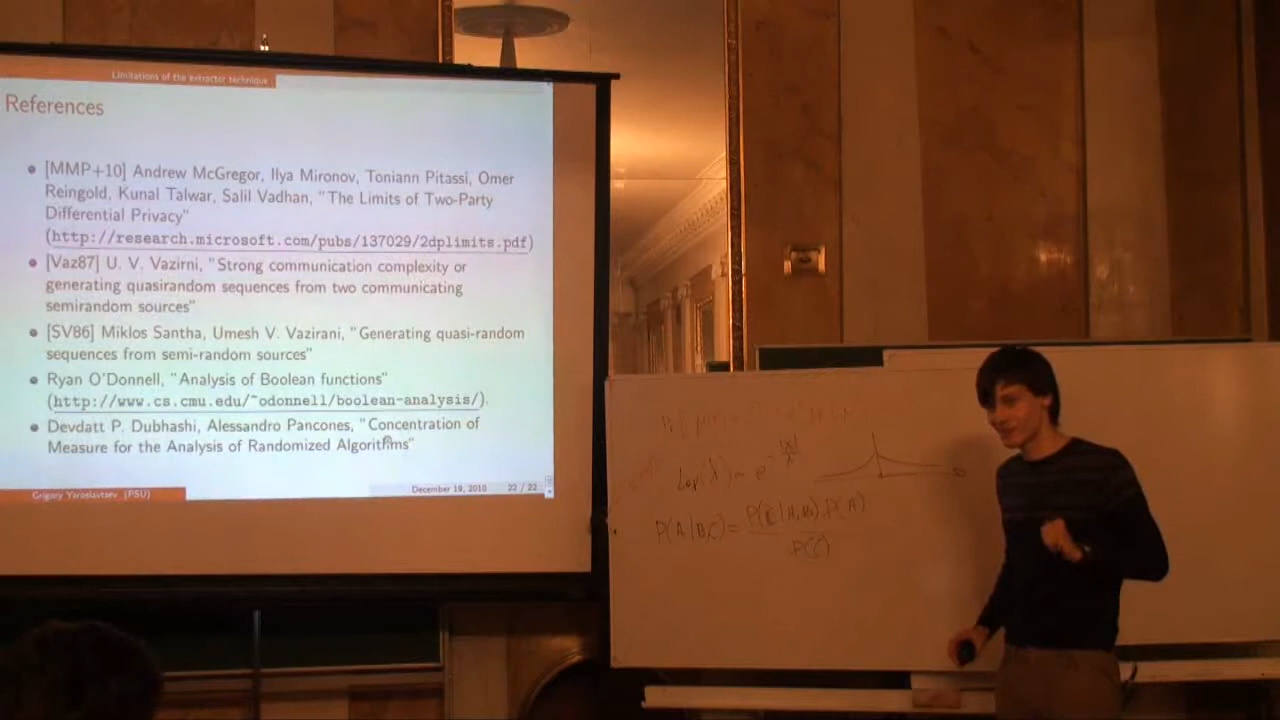 Limitations of the extractor technique
References
[MMP+10] Andrew McGregor, Ilya Mironov, Toniann Pitassi, Omer
Reingold, Kunal Talwar, Salil Vadhan, "The Limits of Two-Party
Differential Privacy"
(http://research.microsoft.com/pubs/137029/2dplimits.pdf)
[Vaz87] U. V. Vazirni, "Strong communication complexity or
generating quasirandom sequences from two communicating
semirandom sources"
[SV86] Miklos Santha, Umesh V. Vazirani, "Generating quasi-random
sequences from semi-random sources"
Ryan O'Donnell, "Analysis of Boolean functions"
(http://www.cs.cmu.edu/~odonnell/boolean-analysis/).
Devdatt P. Dubhashi, Alessandro Pancones, "Concentration of
Measure for the Analysis of Randomized Algorithms"
Grigory Yaroslavtsev (PSU)
December 19, 2010
22 / 22
Lap(λ) ~ e^-|x|/λ
P(A|B,C) =
P(A)
P(C)